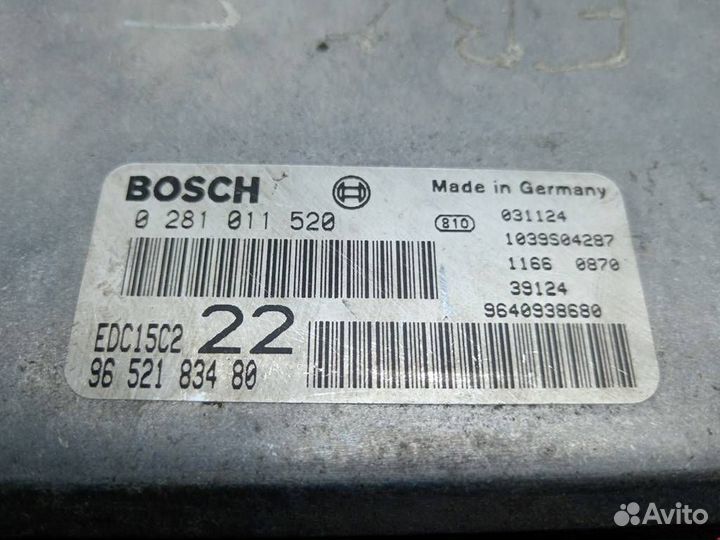 BOSCH
Made in Germany
0 281 011 520
810
031124
1039S04287
1166 0870
39124
9640938680
EDC15C2
22
96 521 834 80
Avito